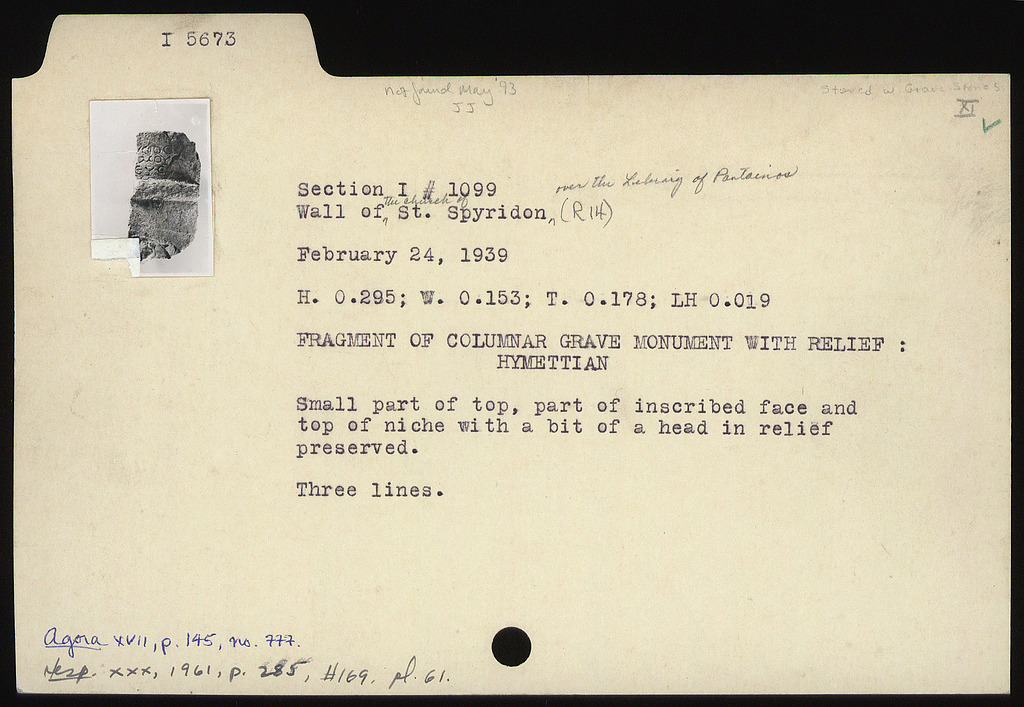 I 5673
not found May '93
JJ
Stored w. Grave Stones
XI
Section I # 1099 over the Library of Pantainos
Wall of the church of St. Spyridon, (R 14)
February 24, 1939
H. 0.295; W. 0.153; T. 0.178; LH 0.019
FRAGMENT OF COLUMNAR GRAVE MONUMENT WITH RELIEF :
HYMETTIAN
Small part of top, part of inscribed face and
top of niche with a bit of a head in relief
preserved.
Three lines.
Agora XVII, p. 145, no. 777.
Hesp. XXX, 1961, p. 285, #169. pl. 61.